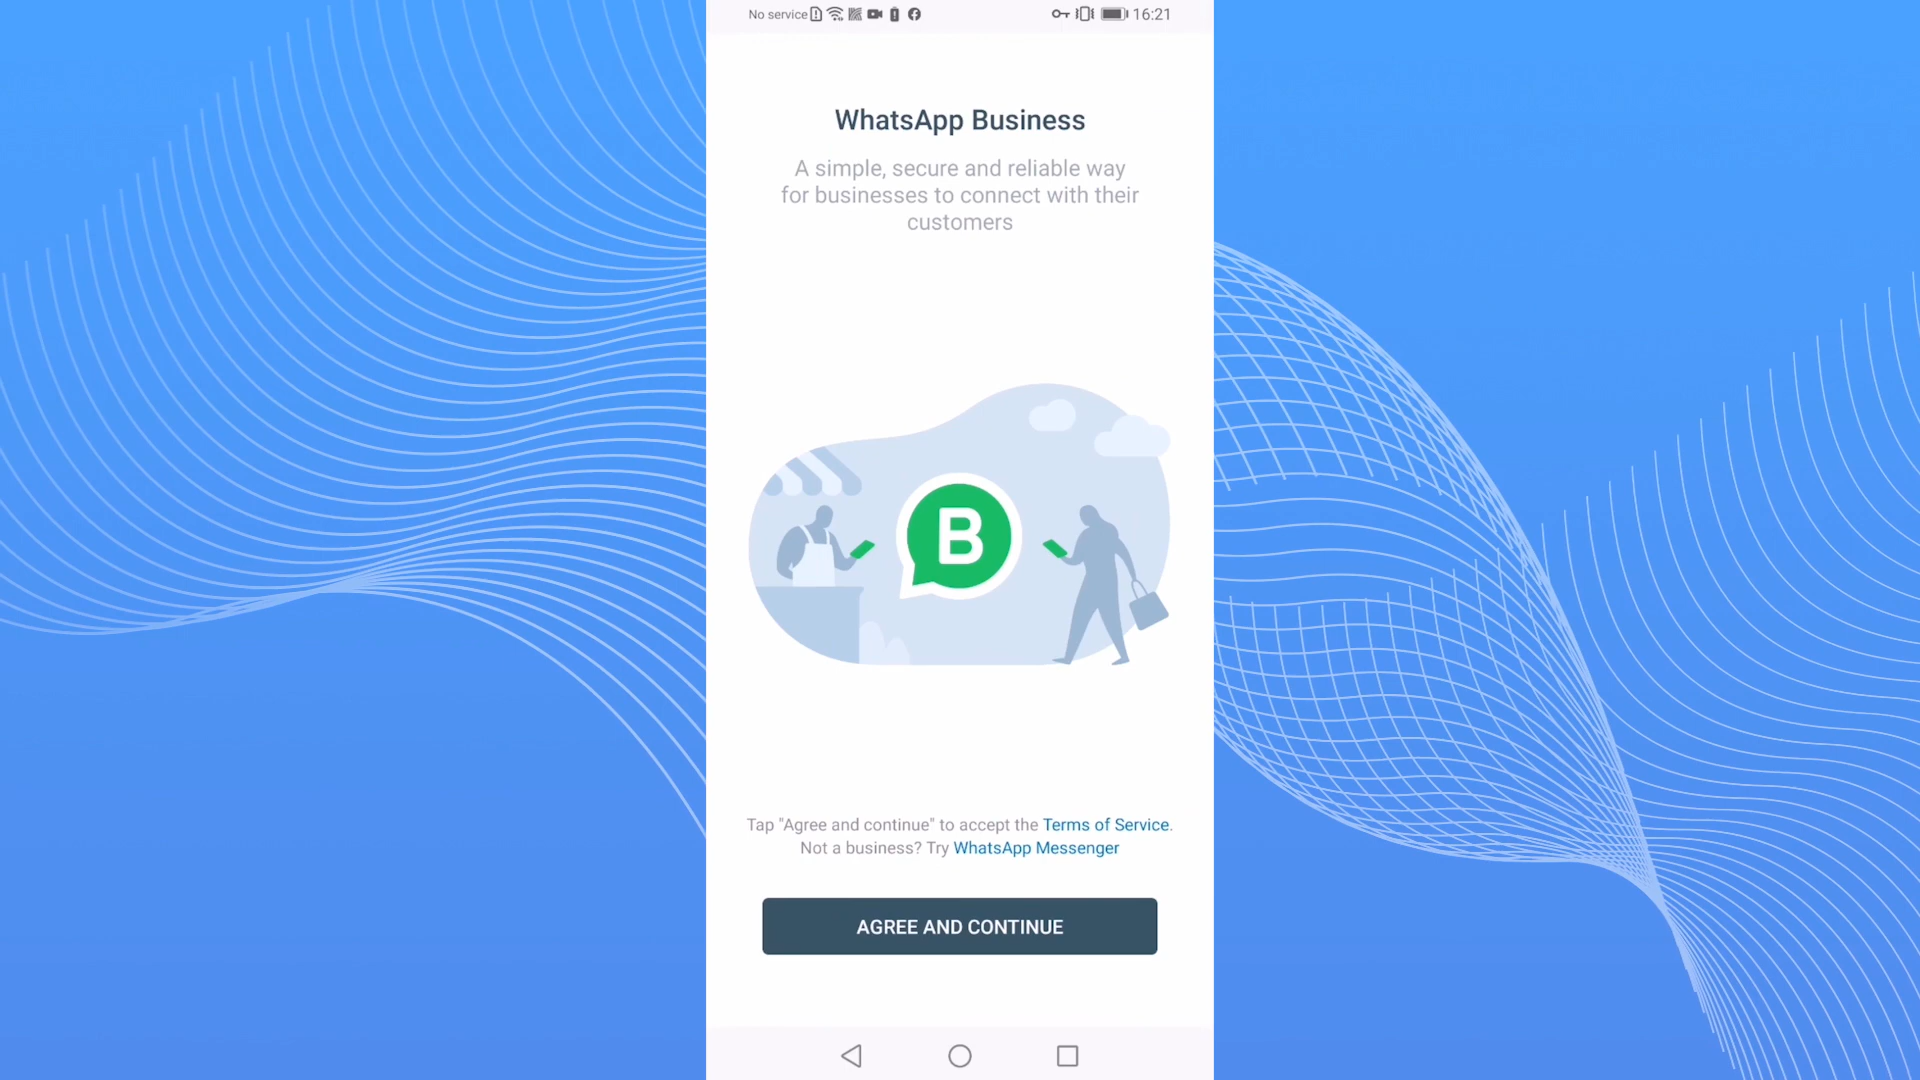 No service 16:21
WhatsApp Business
A simple, secure and reliable way
for businesses to connect with their
customers
B
Tap "Agree and continue" to accept the Terms of Service.
Not a business? Try WhatsApp Messenger
AGREE AND CONTINUE